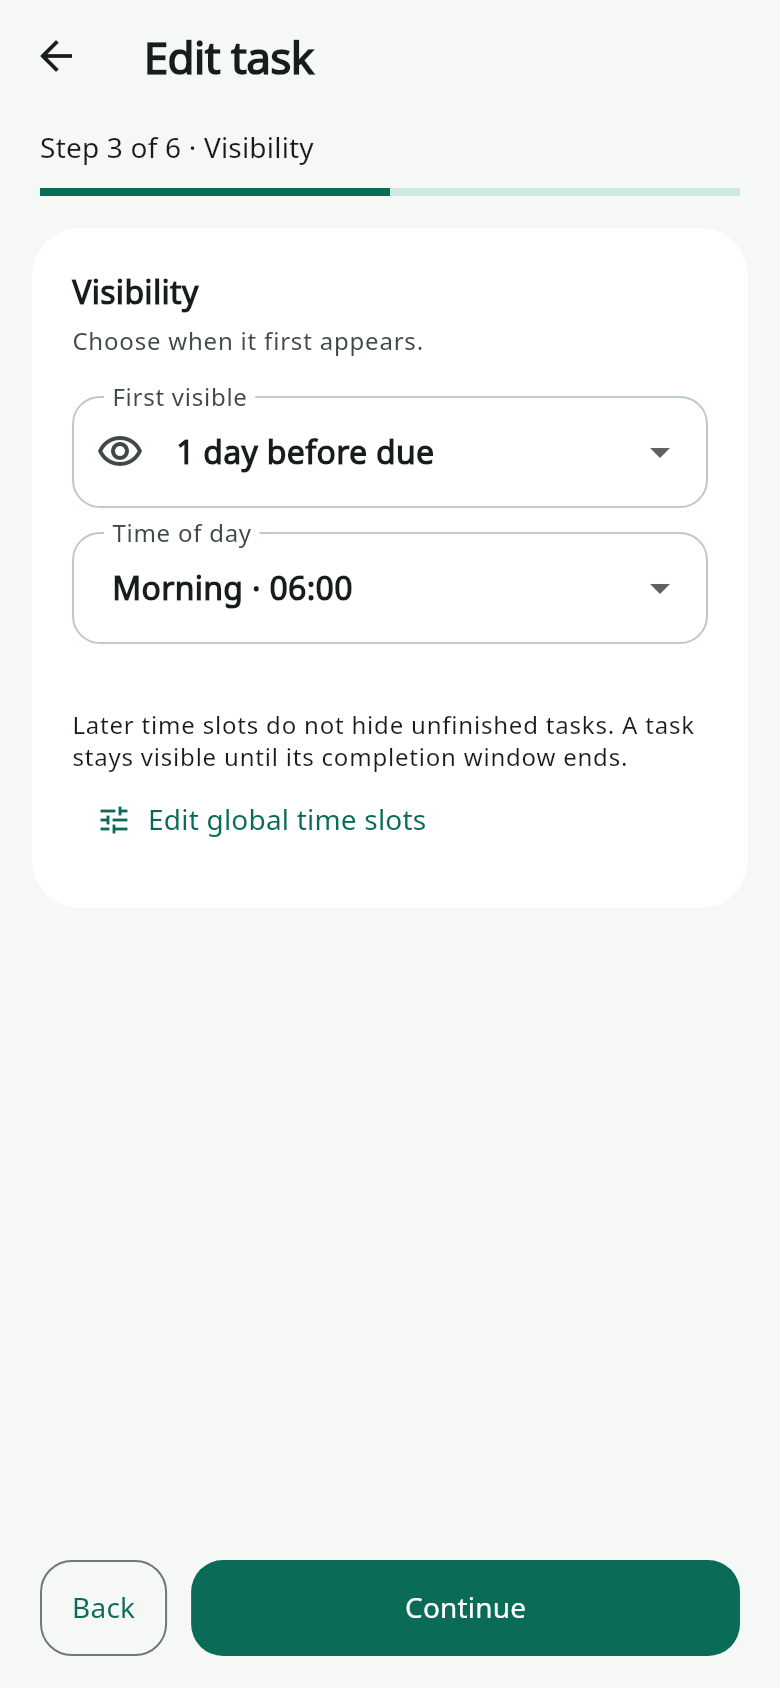 Edit task
Step 3 of 6 · Visibility
Visibility
Choose when it first appears.
First visible
1 day before due
Time of day
Morning · 06:00
Later time slots do not hide unfinished tasks. A task
stays visible until its completion window ends.
Edit global time slots
Back
Continue